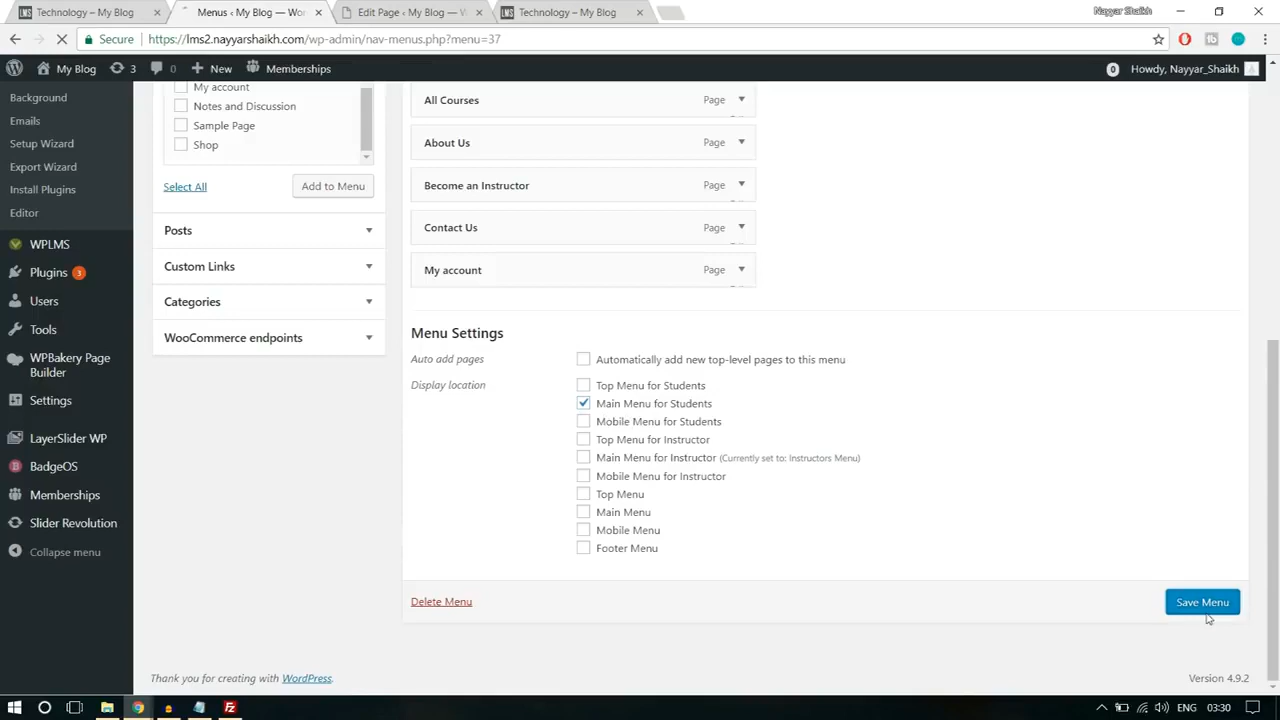 Technology – My Blog
Menus ‹ My Blog — Wor
Edit Page ‹ My Blog — W
Technology – My Blog
Nayyar Shaikh
Secure
https://lms2.nayyarshaikh.com/wp-admin/nav-menus.php?menu=37
My Blog
3
0
New
Memberships
0
Howdy, Nayyar_Shaikh
Background
Emails
Setup Wizard
Export Wizard
Install Plugins
Editor
WPLMS
Plugins 3
Users
Tools
WPBakery Page
Builder
Settings
LayerSlider WP
BadgeOS
Memberships
Slider Revolution
Collapse menu
My account
Notes and Discussion
Sample Page
Shop
Select All
Add to Menu
Posts
Custom Links
Categories
WooCommerce endpoints
All Courses Page
About Us Page
Become an Instructor Page
Contact Us Page
My account Page
Menu Settings
Auto add pages
Automatically add new top-level pages to this menu
Display location
Top Menu for Students
Main Menu for Students
Mobile Menu for Students
Top Menu for Instructor
Main Menu for Instructor (Currently set to: Instructors Menu)
Mobile Menu for Instructor
Top Menu
Main Menu
Mobile Menu
Footer Menu
Delete Menu
Save Menu
Thank you for creating with WordPress.
Version 4.9.2
ENG
03:30